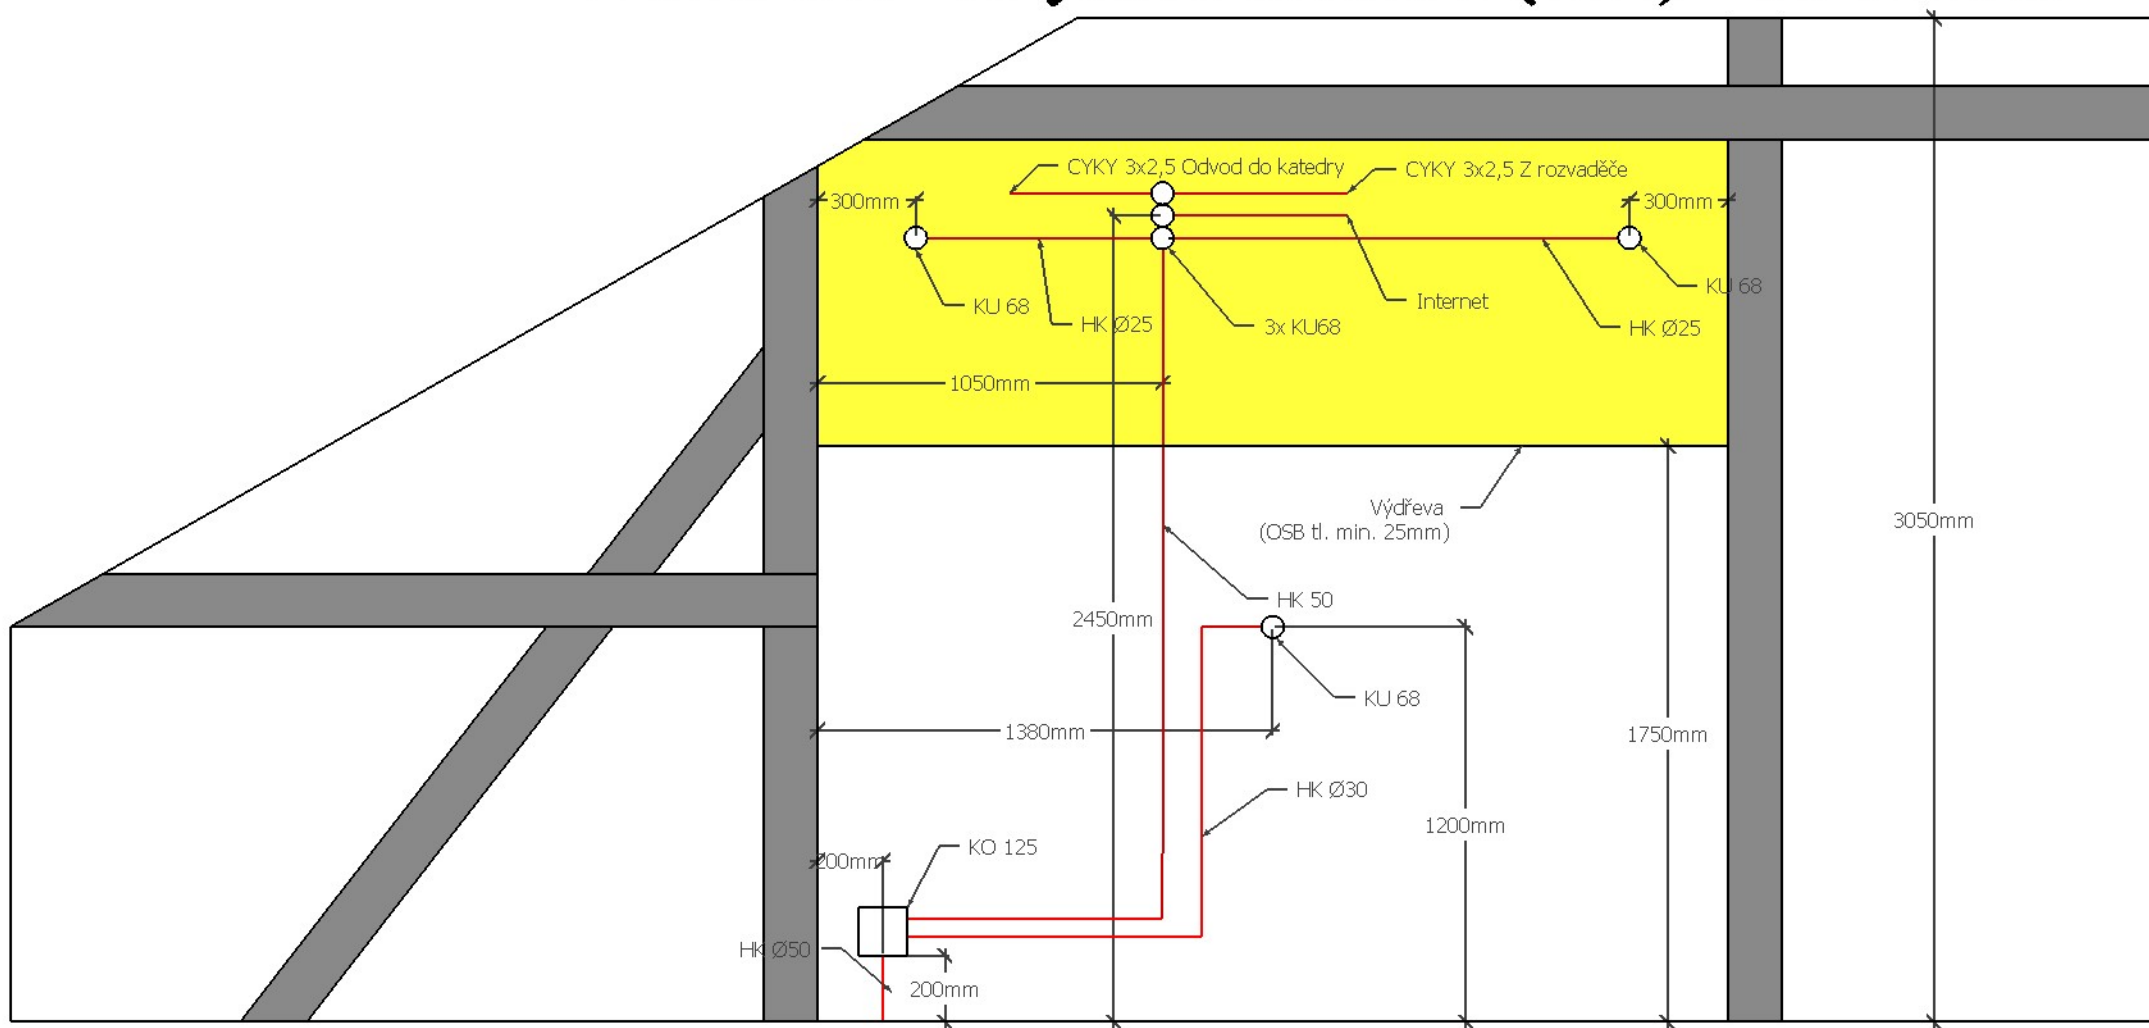 CYKY 3x2,5 Odvod do katedry
CYKY 3x2,5 Z rozvaděče
300mm
300mm
KU 68
HK Ø25
3x KU68
Internet
KU 68
HK Ø25
1050mm
Výdřeva
(OSB tl. min. 25mm)
3050mm
HK 50
2450mm
KU 68
1380mm
1750mm
HK Ø30
1200mm
KO 125
200mm
HK Ø50
200mm